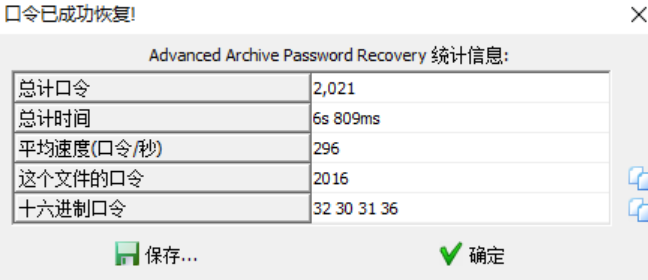 口令已成功恢复!
Advanced Archive Password Recovery 统计信息:
总计口令 2,021
总计时间 6s 809ms
平均速度(口令/秒) 296
这个文件的口令 2016
十六进制口令 32 30 31 36
保存... 确定